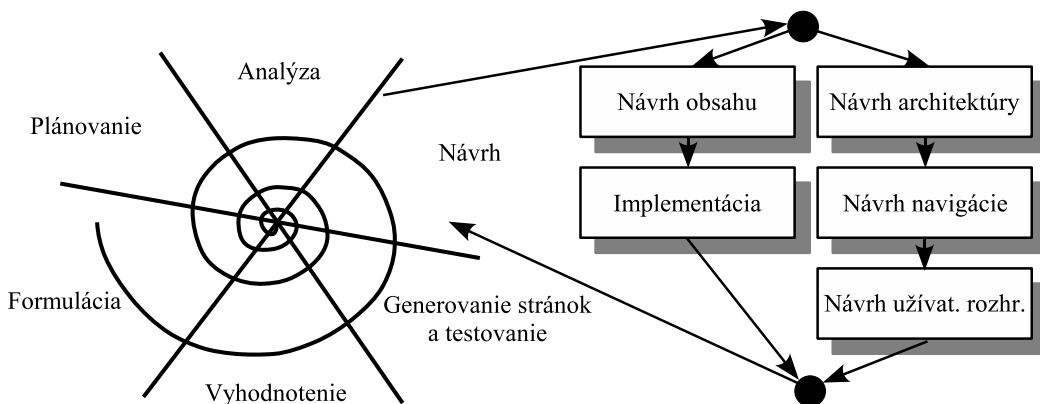 Analýza
Plánovanie
Návrh
Formulácia
Generovanie stránok
a testovanie
Vyhodnotenie
Návrh obsahu
Implementácia
Návrh architektúry
Návrh navigácie
Návrh užívat. rozhr.